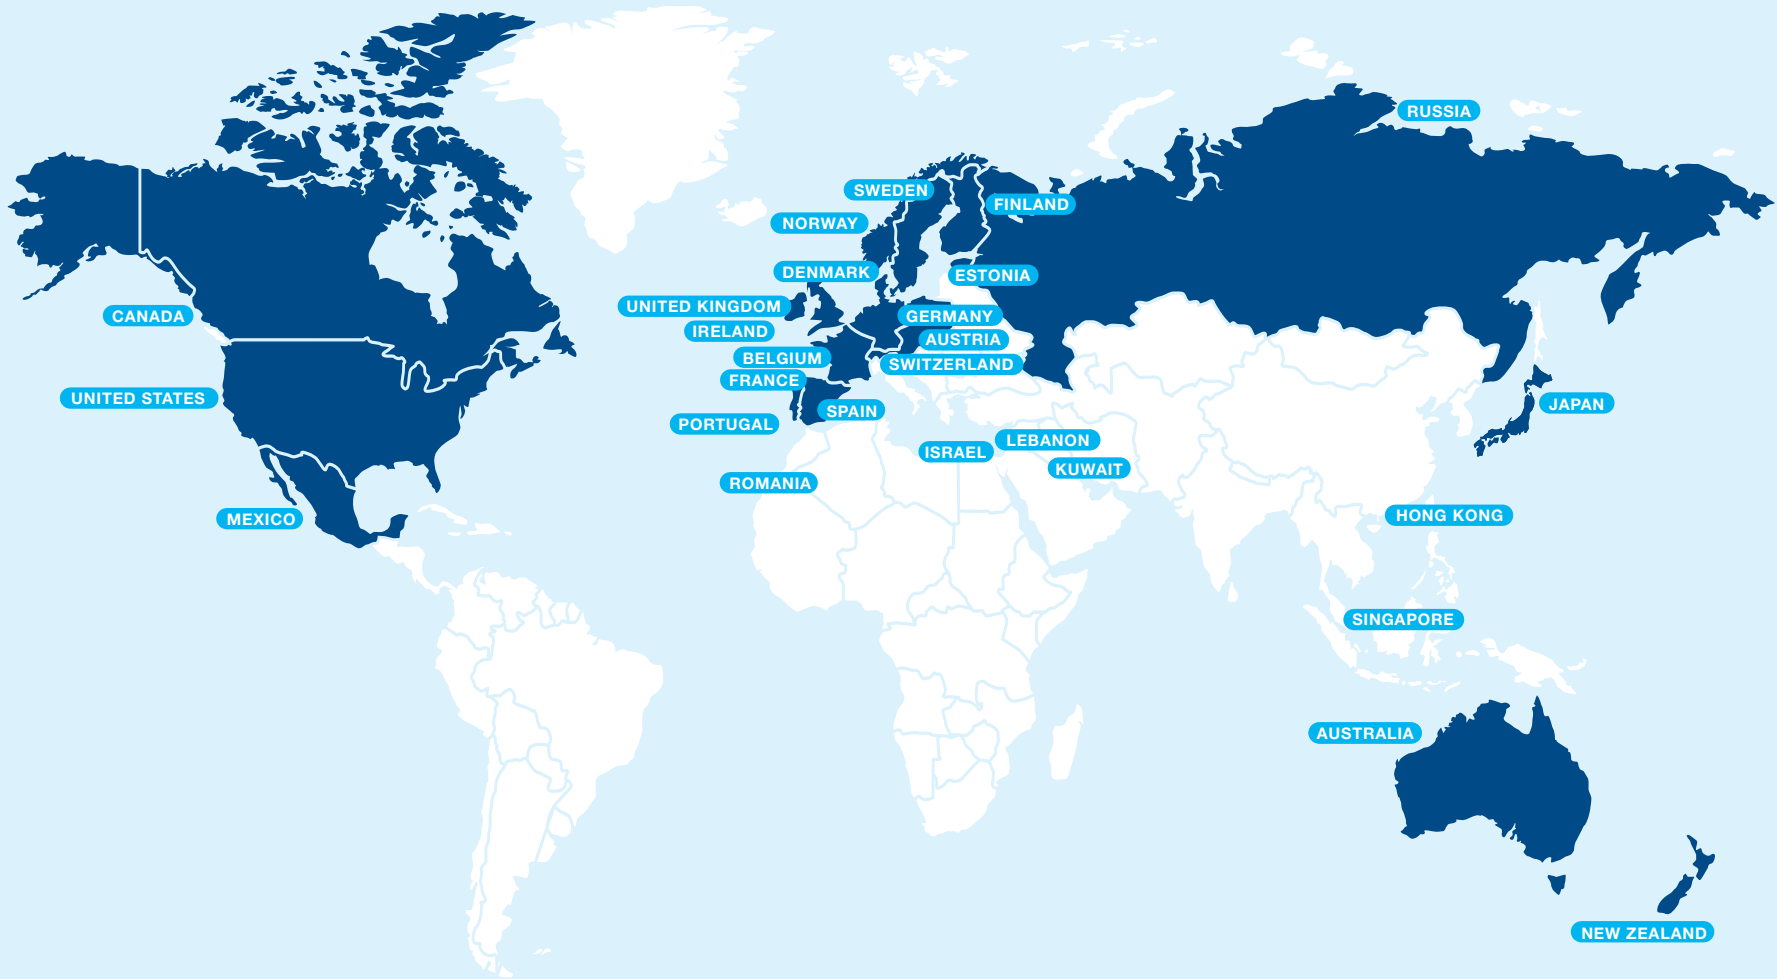 RUSSIA
SWEDEN
FINLAND
NORWAY
DENMARK
ESTONIA
UNITED KINGDOM
CANADA
GERMANY
IRELAND
AUSTRIA
BELGIUM
SWITZERLAND
FRANCE
UNITED STATES
JAPAN
SPAIN
PORTUGAL
LEBANON
ISRAEL
KUWAIT
ROMANIA
HONG KONG
MEXICO
SINGAPORE
AUSTRALIA
NEW ZEALAND